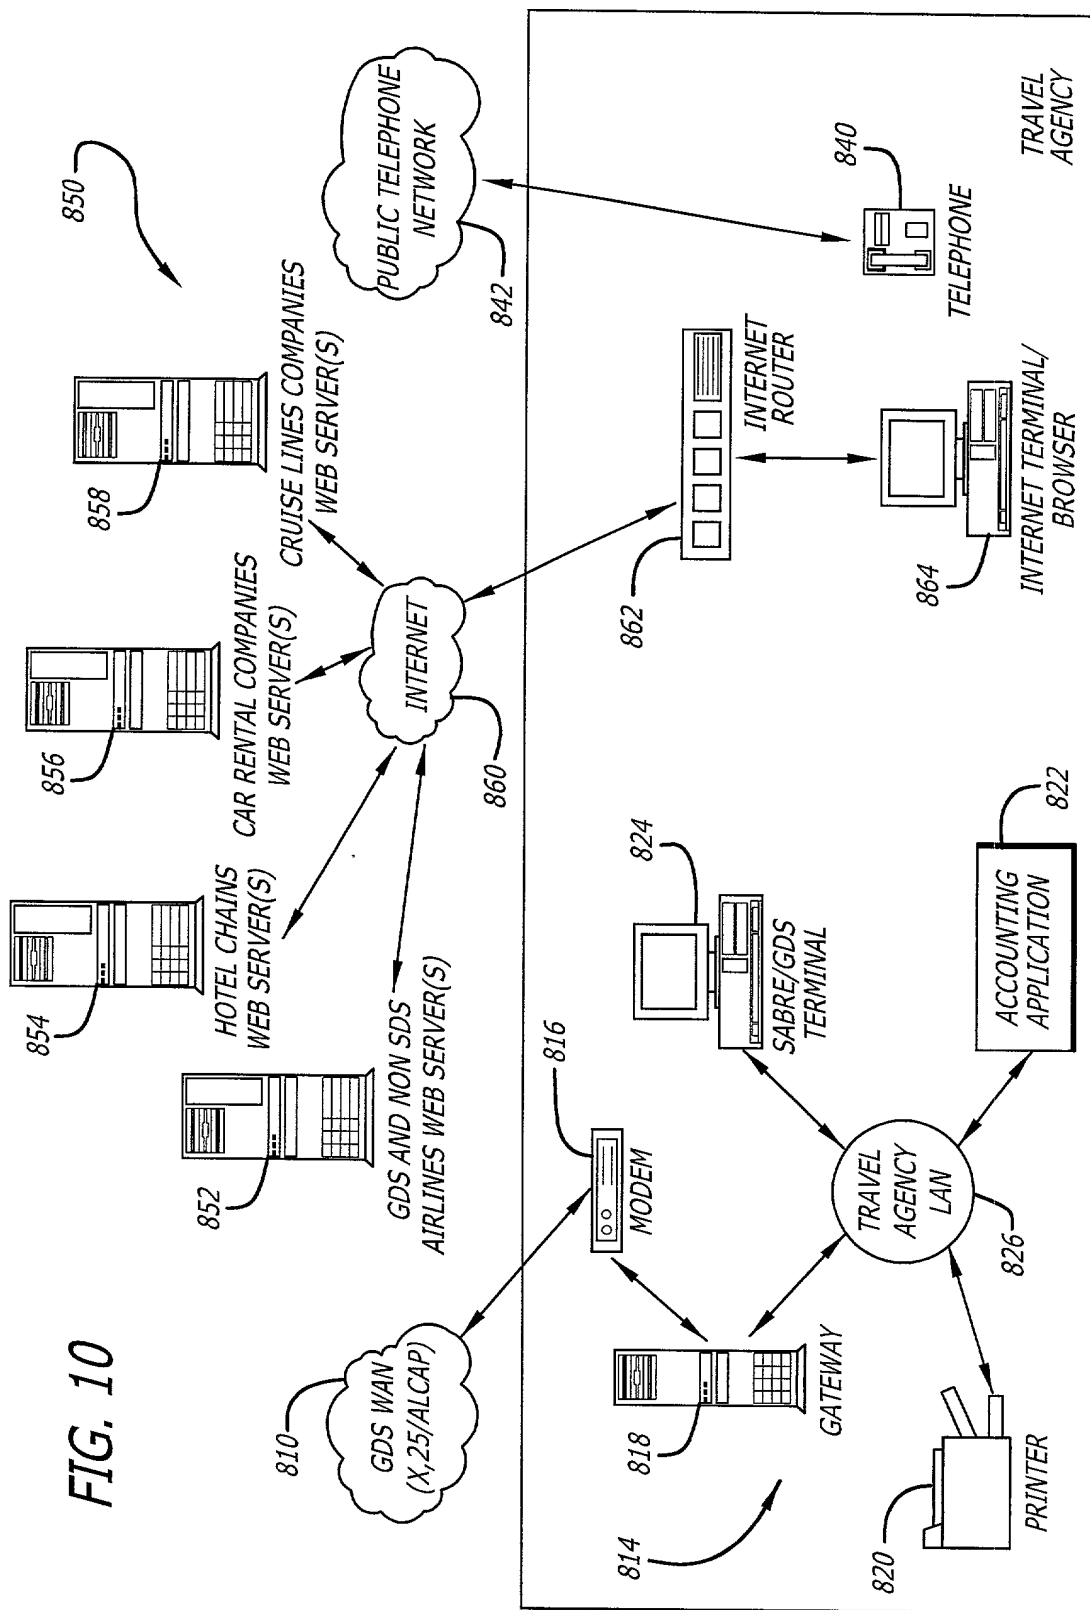 FIG. 10
850
858
CRUISE LINES COMPANIES
WEB SERVER(S)
856
CAR RENTAL COMPANIES
WEB SERVER(S)
854
HOTEL CHAINS
WEB SERVER(S)
852
GDS AND NON SDS
AIRLINES WEB SERVER(S)
810
GDS WAN
(X,25/ALCAP)
INTERNET
860
PUBLIC TELEPHONE
NETWORK
842
816
MODEM
818
GATEWAY
814
820
PRINTER
TRAVEL
AGENCY
LAN
826
824
SABRE/GDS
TERMINAL
822
ACCOUNTING
APPLICATION
862
INTERNET
ROUTER
864
INTERNET TERMINAL/
BROWSER
840
TELEPHONE
TRAVEL
AGENCY